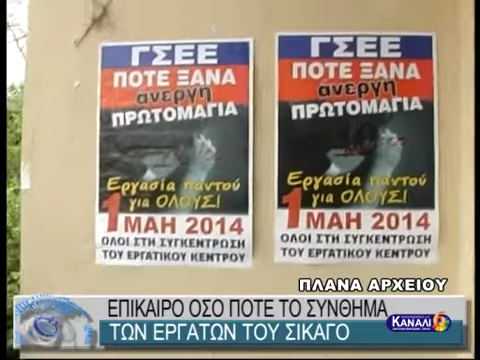 ΓΣΕΕ
ΠΟΤΕ ΞΑΝΑ
άνεργη
ΠΡΩΤΟΜΑΓΙΑ
Εργασία παντού
για ΟΛΟΥΣ!
1 ΜΑΗ 2014
ΟΛΟΙ ΣΤΗ ΣΥΓΚΕΝΤΡΩΣΗ
ΤΟΥ ΕΡΓΑΤΙΚΟΥ ΚΕΝΤΡΟΥ
ΓΣΕΕ
ΠΟΤΕ ΞΑΝΑ
άνεργη
ΠΡΩΤΟΜΑΓΙΑ
Εργασία παντού
για ΟΛΟΥΣ!
1 ΜΑΗ 2014
ΟΛΟΙ ΣΤΗ ΣΥΓΚΕΝΤΡΩΣΗ
ΤΟΥ ΕΡΓΑΤΙΚΟΥ ΚΕΝΤΡΟΥ
ΠΛΑΝΑ ΑΡΧΕΙΟΥ
ΕΠΙΚΑΙΡΟ ΟΣΟ ΠΟΤΕ ΤΟ ΣΥΝΘΗΜΑ
ΤΩΝ ΕΡΓΑΤΩΝ ΤΟΥ ΣΙΚΑΓΟ
ΚΑΝΑΛΙ 6